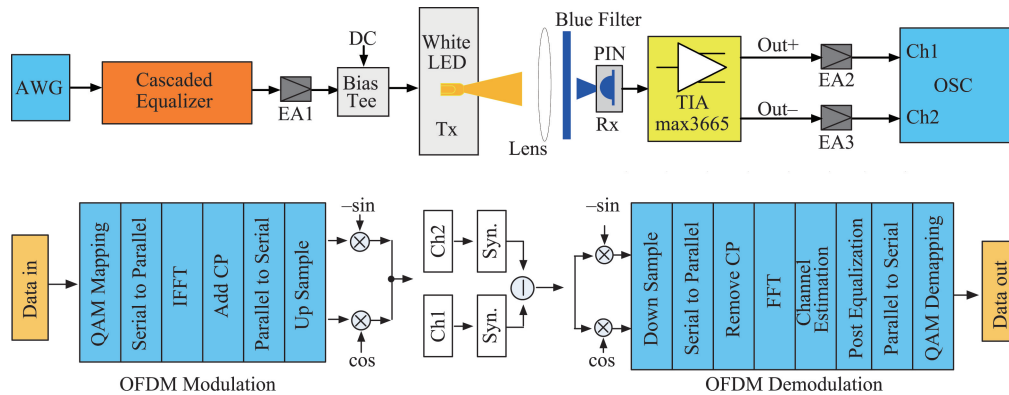 Blue Filter
DC
White
LED
PIN
Out+
Ch1
AWG
Cascaded
Equalizer
Bias
Tee
EA1
Tx
Lens
Rx
TIA
max3665
EA2
OSC
Out–
Ch2
EA3
–sin
–sin
Data in
QAM Mapping
Serial to Parallel
IFFT
Add CP
Parallel to Serial
Up Sample
cos
Ch2
Syn.
Ch1
Syn.
cos
Down Sample
Serial to Parallel
Remove CP
FFT
Channel
Estimation
Post Equalization
Parallel to Serial
QAM Demapping
Data out
OFDM Modulation
OFDM Demodulation